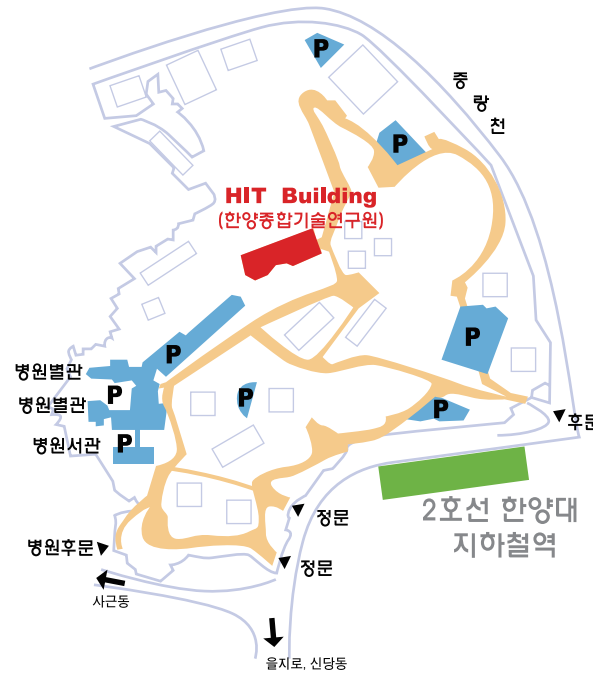 P
중
랑
천
P
HIT Building
(한양종합기술연구원)
P
P
병원별관
P
병원별관
P
P
후문
병원서관
P
2호선 한양대
지하철역
정문
병원후문
정문
사근동
을지로, 신당동